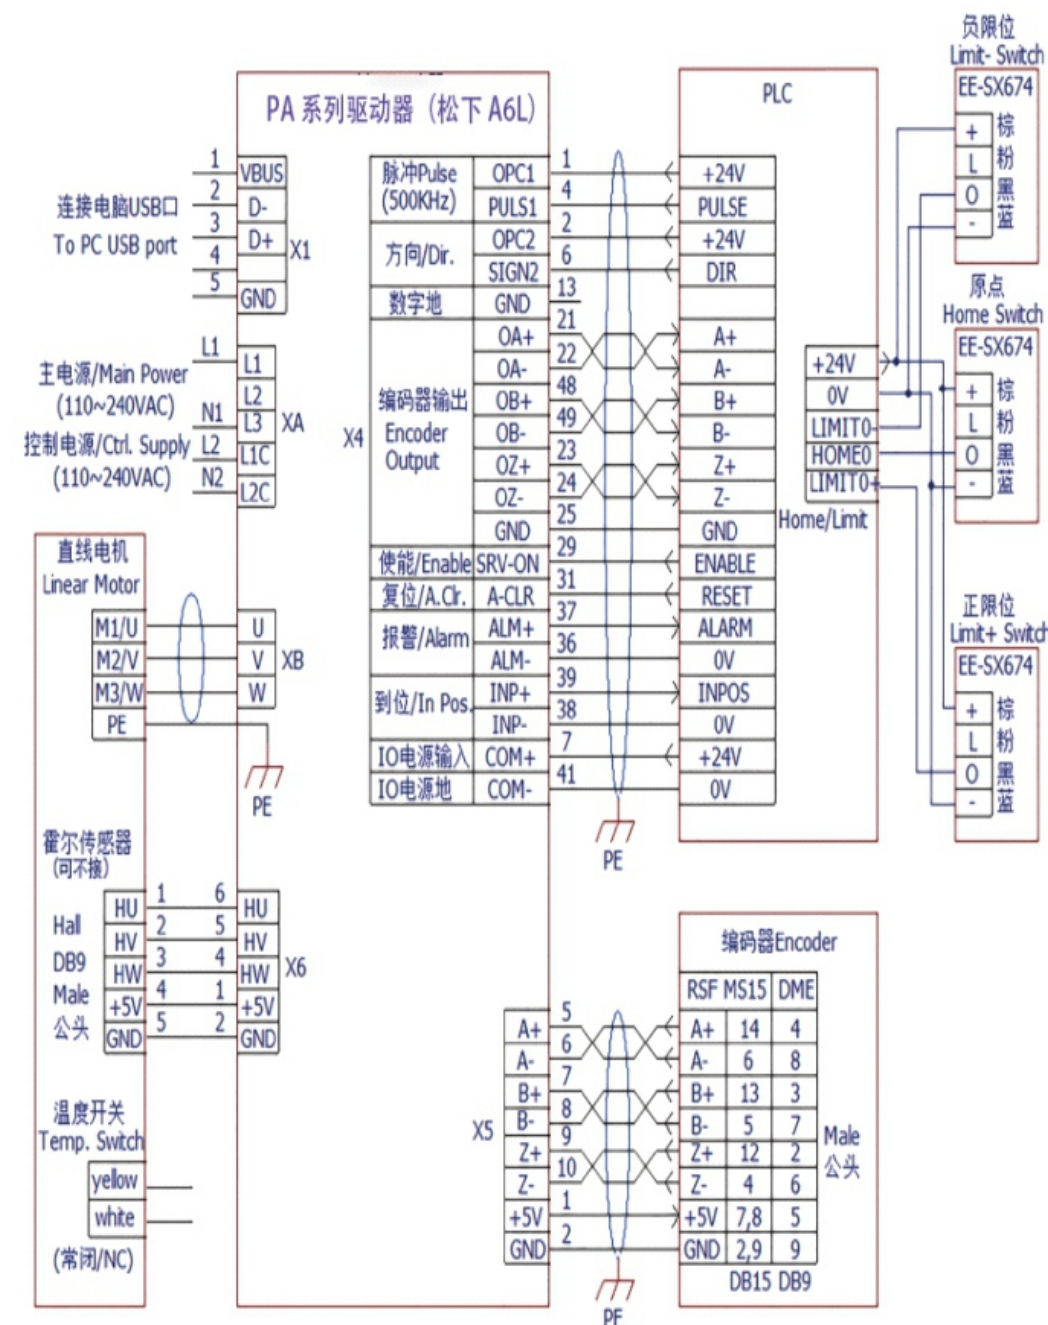 负限位
Limit- Switch
EE-SX674
+ 棕
L 粉
O 黑
- 蓝
PA 系列驱动器（松下 A6L）
PLC
1 VBUS
2 D-
3 D+
4
5 GND
X1
连接电脑USB口
To PC USB port
L1 L1
L2
N1 L3
L2 L1C
N2 L2C
XA
主电源/Main Power
(110~240VAC)
控制电源/Ctrl. Supply
(110~240VAC)
X4
脉冲Pulse
(500KHz)
OPC1 1 +24V
PULS1 4 PULSE
方向/Dir.
OPC2 2 +24V
SIGN2 6 DIR
数字地 GND 13
编码器输出
Encoder
Output
OA+ 21 A+
OA- 22 A-
OB+ 48 B+
OB- 49 B-
OZ+ 23 Z+
OZ- 24 Z-
GND 25 GND
使能/Enable SRV-ON 29 ENABLE
复位/A.Clr. A-CLR 31 RESET
报警/Alarm
ALM+ 37 ALARM
ALM- 36 0V
到位/In Pos.
INP+ 39 INPOS
INP- 38 0V
IO电源输入 COM+ 7 +24V
IO电源地 COM- 41 0V
PE
+24V
0V
LIMIT0-
HOME0
LIMIT0+
Home/Limit
原点
Home Switch
EE-SX674
+ 棕
L 粉
O 黑
- 蓝
正限位
Limit+ Switch
EE-SX674
+ 棕
L 粉
O 黑
- 蓝
直线电机
Linear Motor
M1/U U
M2/V V
M3/W W
PE
XB
PE
霍尔传感器
(可不接)
Hall
DB9
Male
公头
HU 1 6 HU
HV 2 5 HV
HW 3 4 HW
+5V 4 1 +5V
GND 5 2 GND
X6
温度开关
Temp. Switch
yellow
white
(常闭/NC)
编码器Encoder
RSF MS15 DME
X5
A+ 5 A+ 14 4
A- 6 A- 6 8
B+ 7 B+ 13 3
B- 8 B- 5 7
Z+ 9 Z+ 12 2
Z- 10 Z- 4 6
+5V 1 +5V 7,8 5
GND 2 GND 2,9 9
Male
公头
DB15 DB9
PE